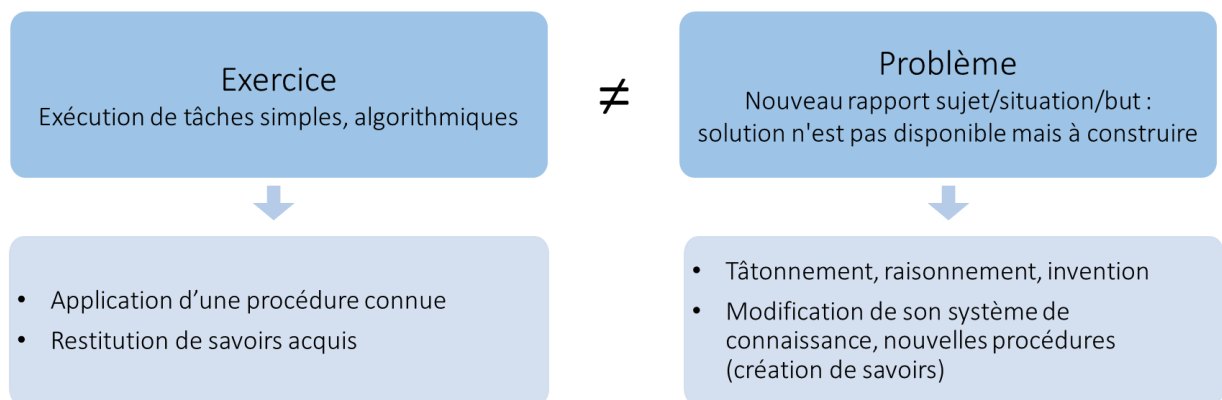 Exercice
Exécution de tâches simples, algorithmiques
• Application d’une procédure connue
• Restitution de savoirs acquis
≠
Problème
Nouveau rapport sujet/situation/but :
solution n'est pas disponible mais à construire
• Tâtonnement, raisonnement, invention
• Modification de son système de
connaissance, nouvelles procédures
(création de savoirs)